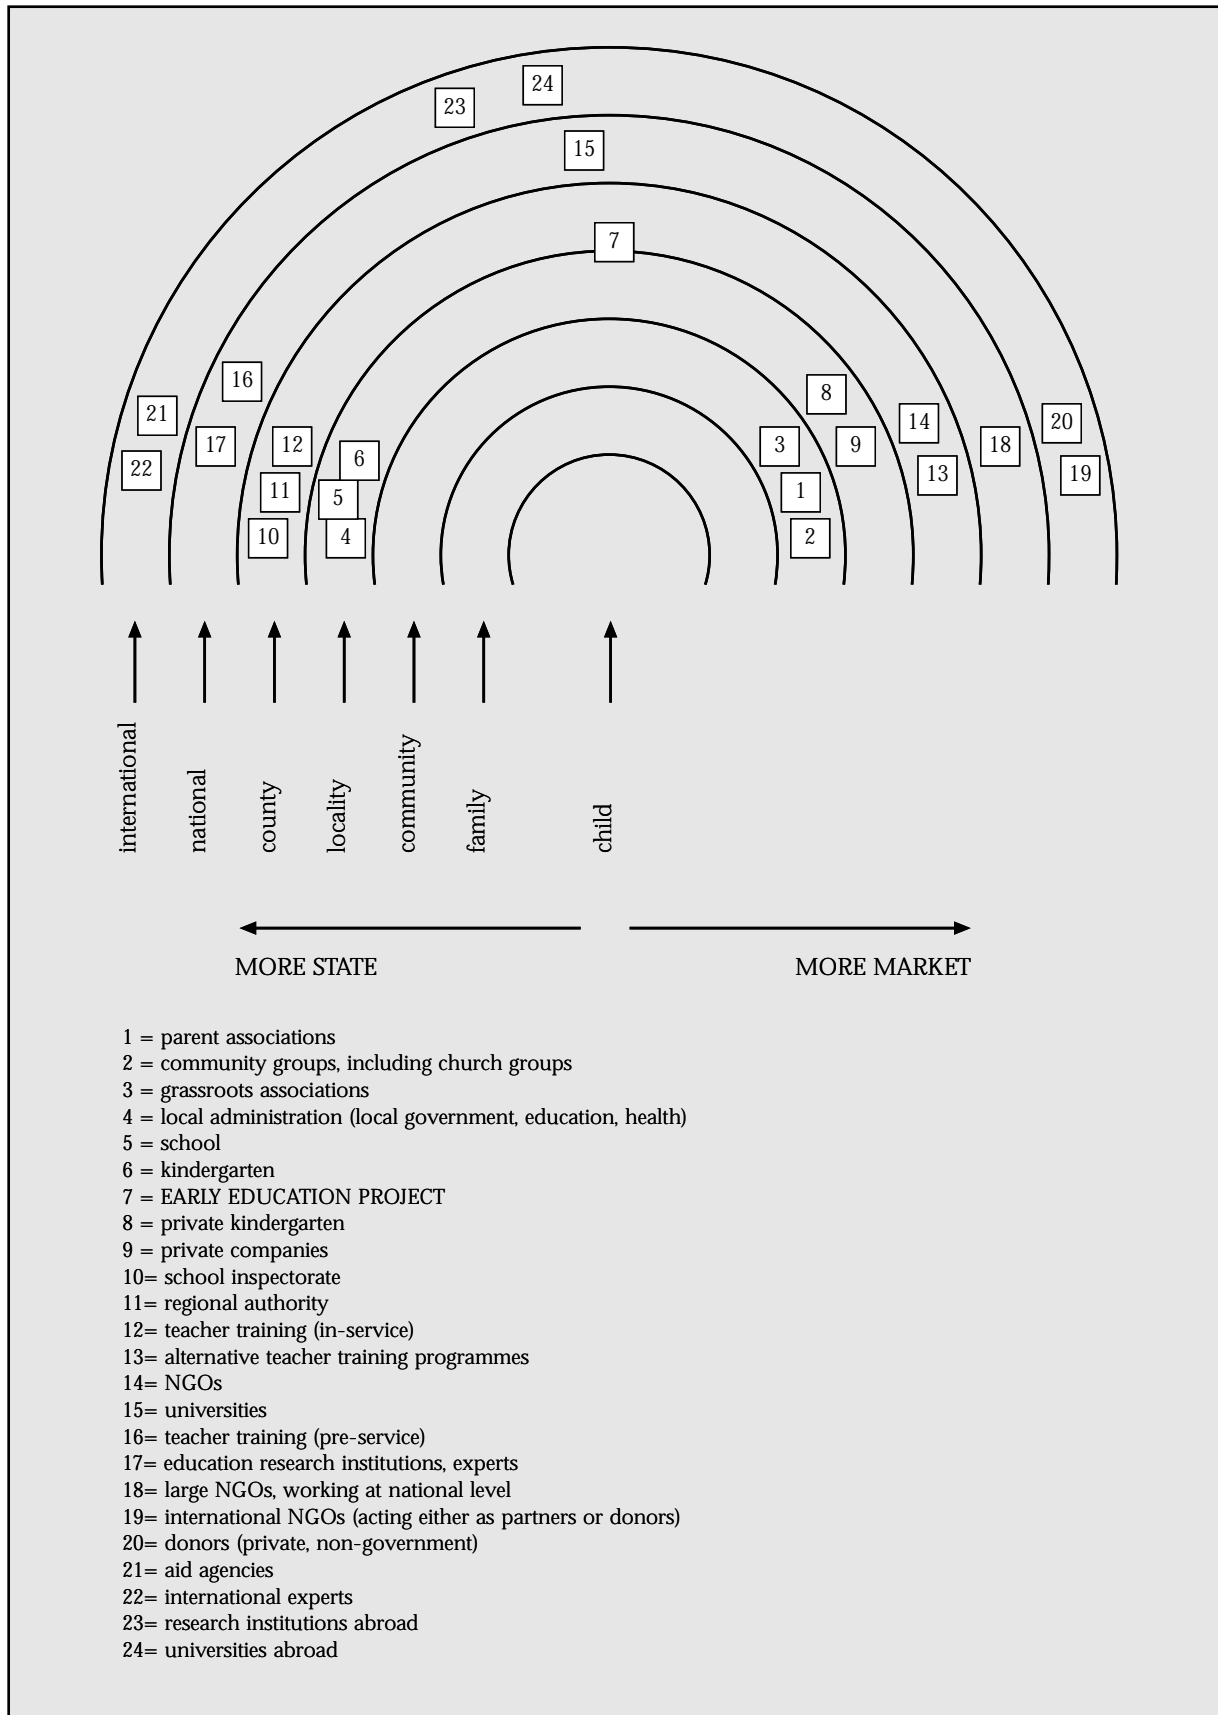 24
23
15
7
16
8
21
14
20
17
12
3
9
18
6
22
13
19
11
5
1
10
4
2
international
national
county
locality
community
family
child
MORE STATE
MORE MARKET
1 = parent associations
2 = community groups, including church groups
3 = grassroots associations
4 = local administration (local government, education, health)
5 = school
6 = kindergarten
7 = EARLY EDUCATION PROJECT
8 = private kindergarten
9 = private companies
10= school inspectorate
11= regional authority
12= teacher training (in-service)
13= alternative teacher training programmes
14= NGOs
15= universities
16= teacher training (pre-service)
17= education research institutions, experts
18= large NGOs, working at national level
19= international NGOs (acting either as partners or donors)
20= donors (private, non-government)
21= aid agencies
22= international experts
23= research institutions abroad
24= universities abroad